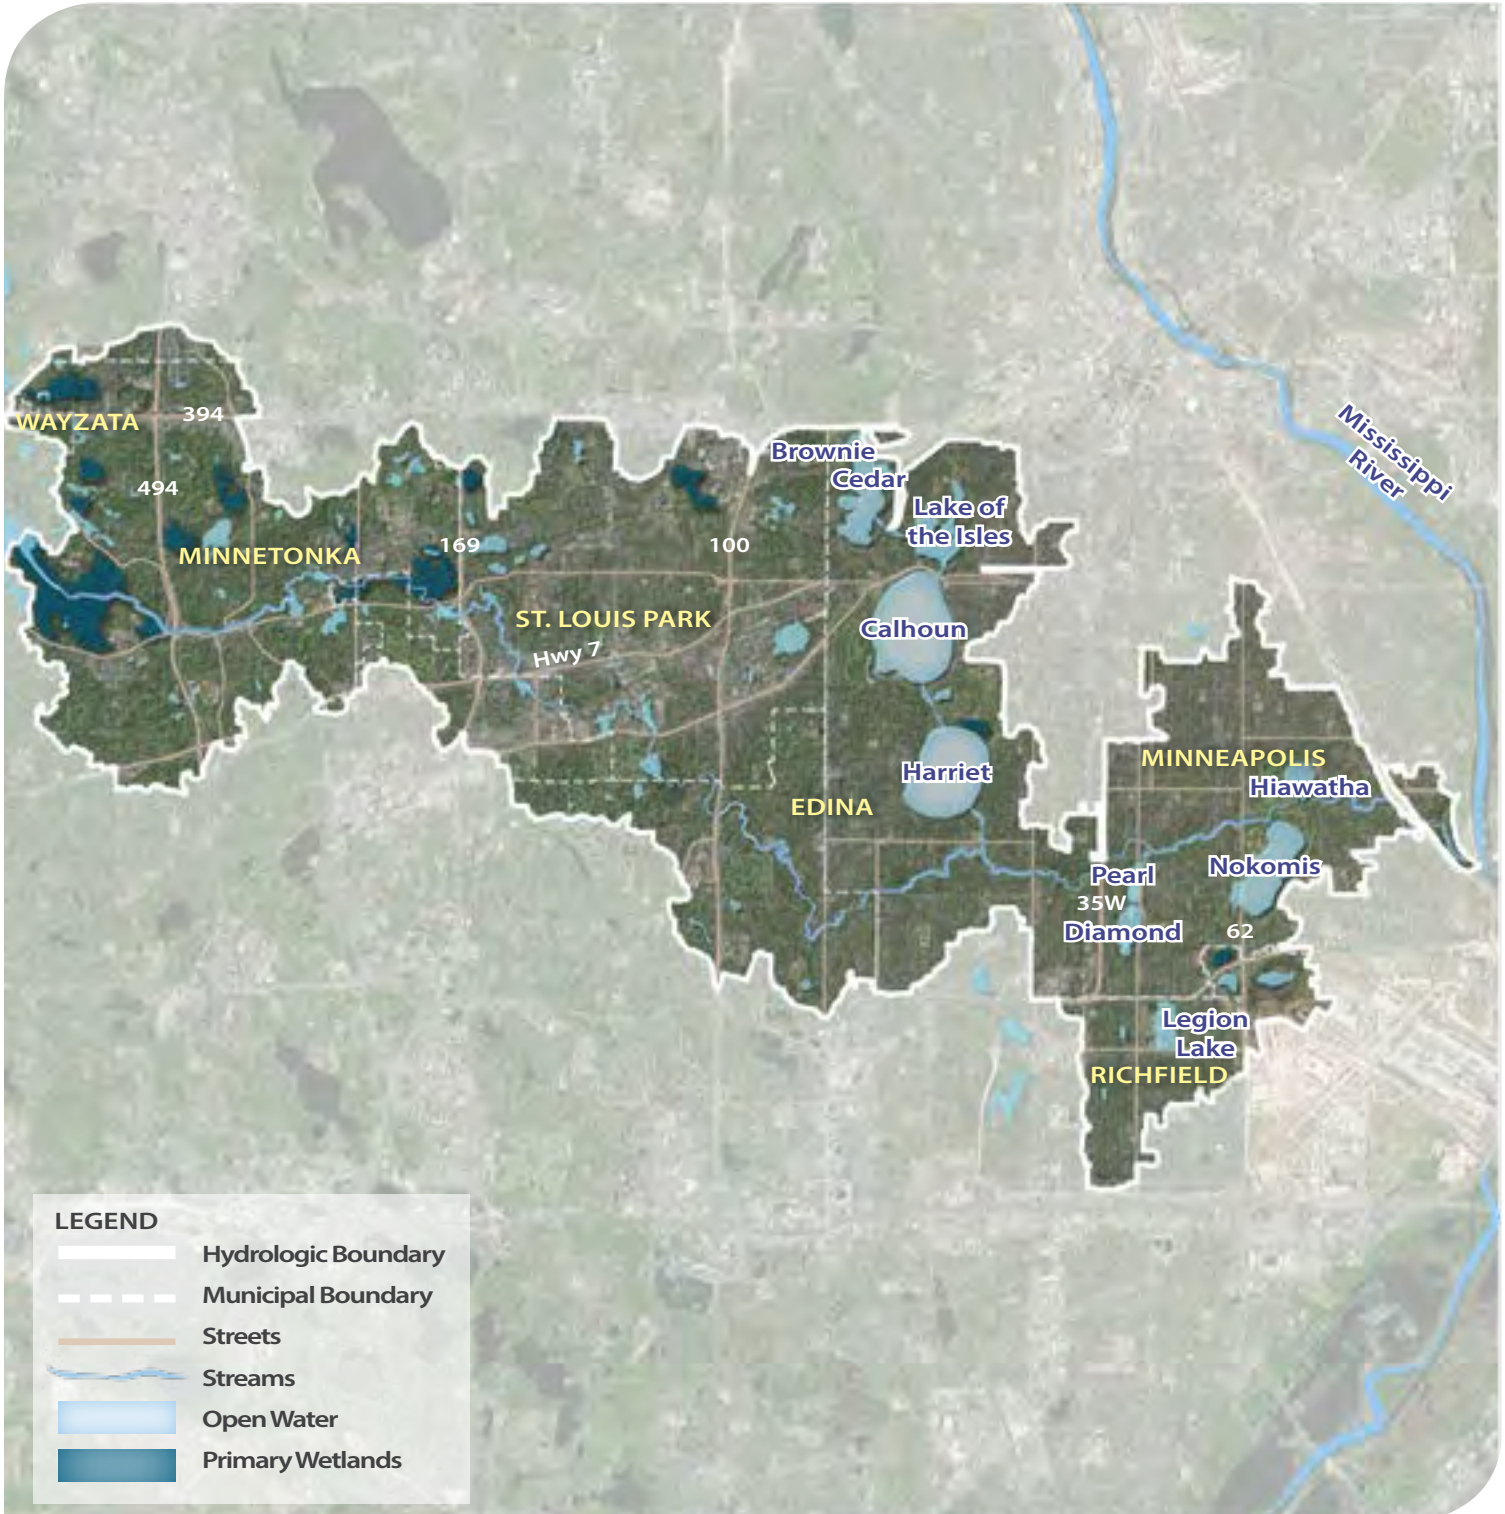 Mississippi
River
WAYZATA
394
494
Brownie
Cedar
Lake of
the Isles
MINNETONKA
169
100
ST. LOUIS PARK
Hwy 7
Calhoun
MINNEAPOLIS
Harriet
Hiawatha
EDINA
Pearl
Nokomis
35W
Diamond
62
Legion
Lake
RICHFIELD
LEGEND
Hydrologic Boundary
Municipal Boundary
Streets
Streams
Open Water
Primary Wetlands